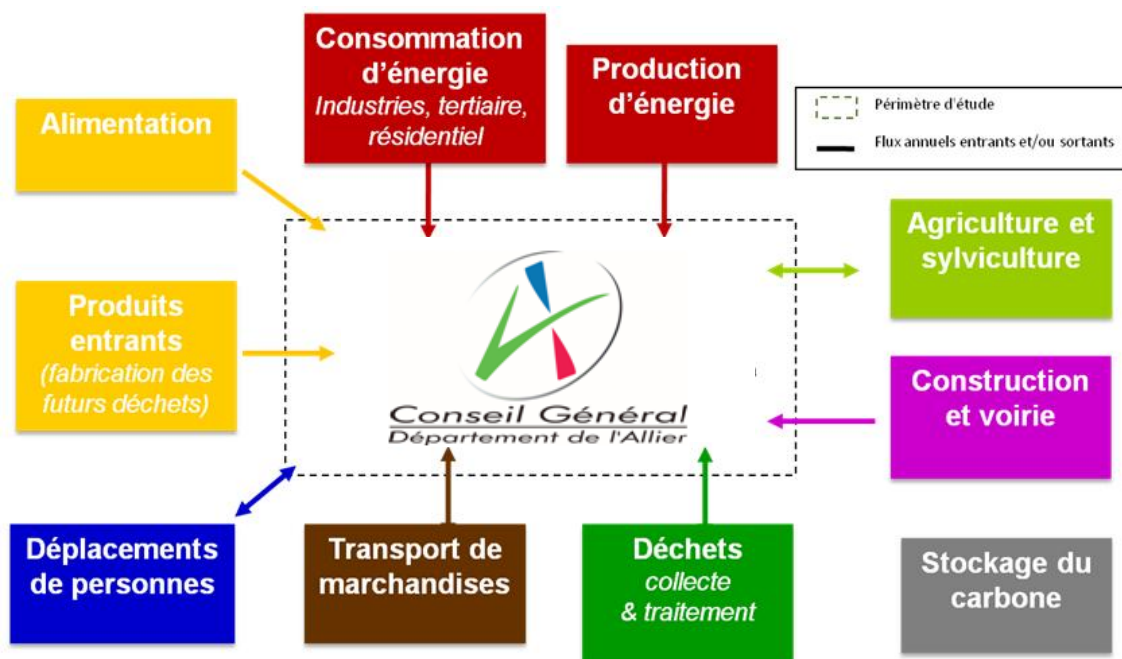 Consommation
d'énergie
Industries, tertiaire,
résidentiel
Production
d'énergie
Alimentation
Périmètre d'étude
Flux annuels entrants et/ou sortants
Agriculture et
sylviculture
Produits
entrants
(fabrication des
futurs déchets)
Conseil Général
Département de l'Allier
Construction
et voirie
Déplacements
de personnes
Transport de
marchandises
Déchets
collecte
& traitement
Stockage du
carbone